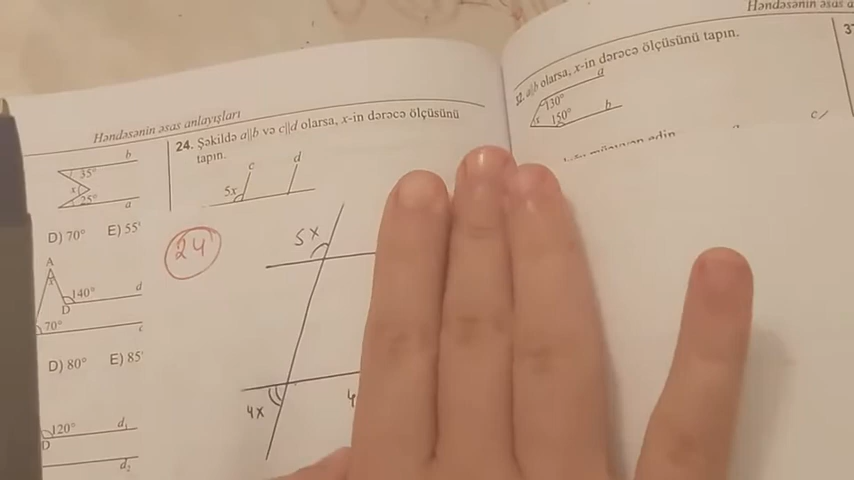 Həndəsənin əsas anlayışları
b
35°
x
25°
a
D) 70° E) 55°
A
x
140° d
D
70°
c
D) 80° E) 85°
120° d₁
D
d₂
24. Şəkildə a||b və c||d olarsa, x-in dərəcə ölçüsünü
tapın.
c d
5x
24
5x
4x
Həndəsənin əsas a
32. a||b olarsa, x-in dərəcə ölçüsünü tapın.
a
130°
150° b
x
c